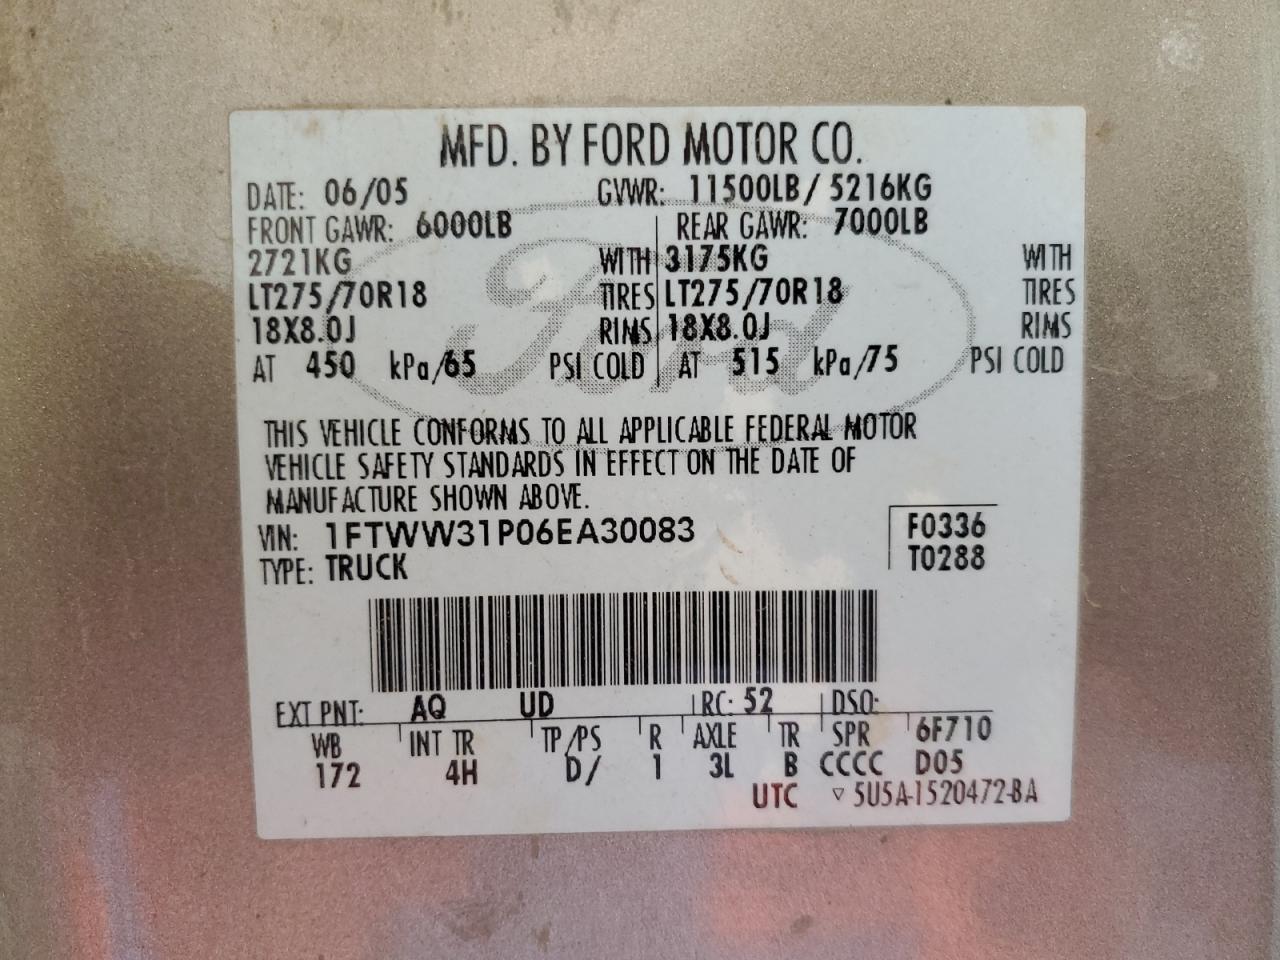 MFD. BY FORD MOTOR CO.
DATE: 06/05 GVWR: 11500LB/ 5216KG
FRONT GAWR: 6000LB REAR GAWR: 7000LB
2721KG WITH 3175KG WITH
LT275/70R18 TIRES LT275/70R18 TIRES
18X8.0J RIMS 18X8.0J RIMS
AT 450 kPa/65 PSI COLD AT 515 kPa/75 PSI COLD
Ford
THIS VEHICLE CONFORMS TO ALL APPLICABLE FEDERAL MOTOR
VEHICLE SAFETY STANDARDS IN EFFECT ON THE DATE OF
MANUFACTURE SHOWN ABOVE.
VIN: 1FTWW31P06EA30083 F0336
TYPE: TRUCK T0288
EXT PNT: AQ UD RC: 52 DSO:
WB INT TR TP/PS R AXLE TR SPR 6F710
172 4H D/ 1 3L B CCCC D05
UTC ▽ 5U5A-1520472-BA